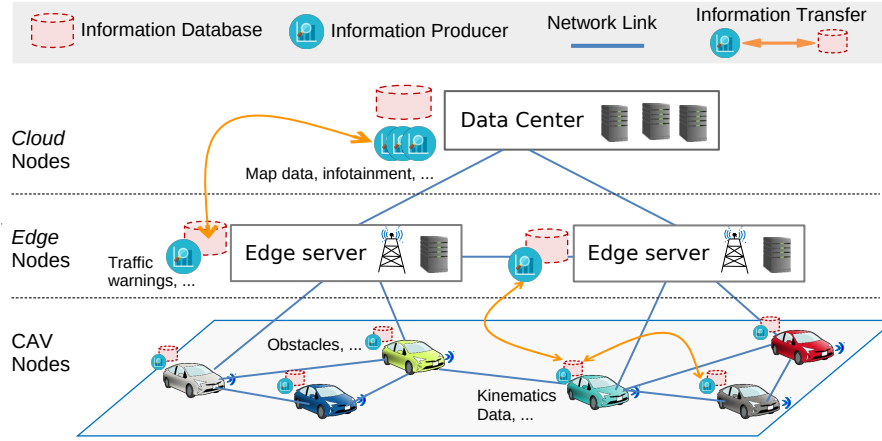 Information Database
Information Producer
Network Link
Information Transfer
Cloud
Nodes
Data Center
Map data, infotainment, ...
Edge
Nodes
Edge server
Edge server
Traffic
warnings, ...
CAV
Nodes
Obstacles, ...
Kinematics
Data, ...